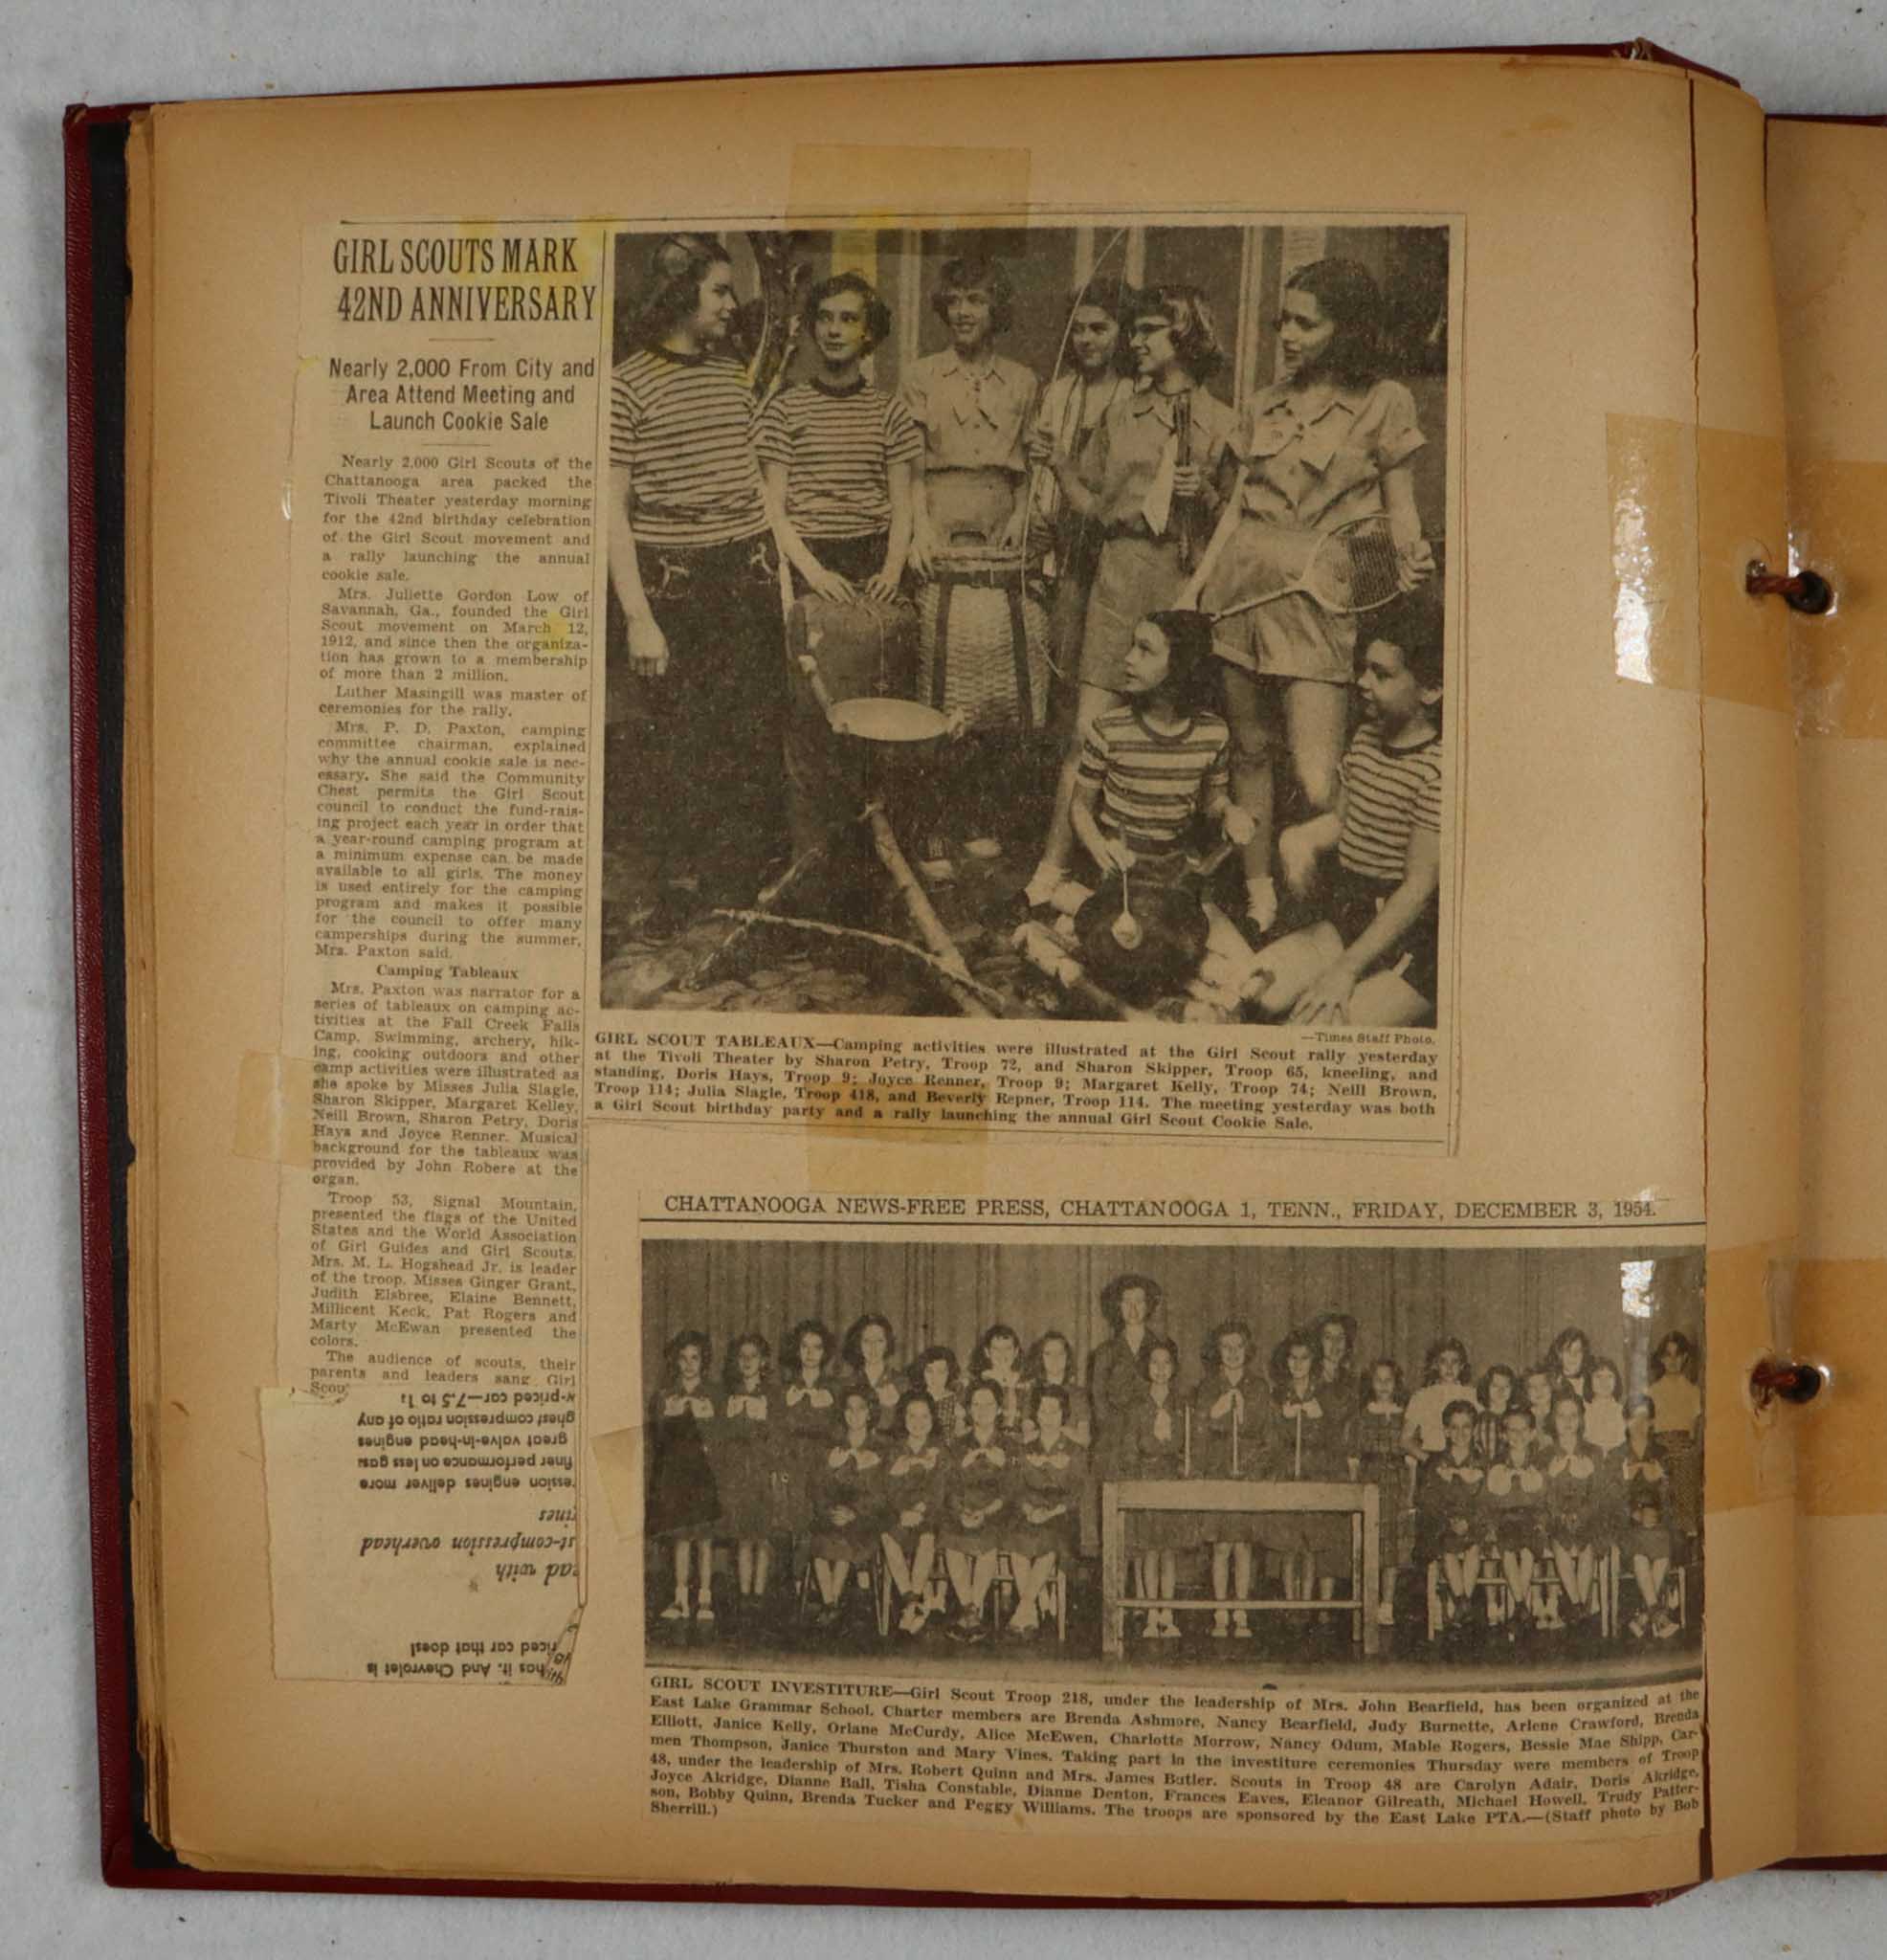 GIRL SCOUTS MARK
42ND ANNIVERSARY
Nearly 2,000 From City and
Area Attend Meeting and
Launch Cookie Sale
Nearly 2,000 Girl Scouts of the
Chattanooga area packed the
Tivoli Theater yesterday morning
for the 42nd birthday celebration
of the Girl Scout movement and
a rally launching the annual
cookie sale.
Mrs. Juliette Gordon Low of
Savannah, Ga., founded the Girl
Scout movement on March 12,
1912, and since then the organiza-
tion has grown to a membership
of more than 2 million.
Luther Masingill was master of
ceremonies for the rally.
Mrs. P. D. Paxton, camping
committee chairman, explained
why the annual cookie sale is nec-
essary. She said the Community
Chest permits the Girl Scout
council to conduct the fund-rais-
ing project each year in order that
a year-round camping program at
a minimum expense can be made
available to all girls. The money
is used entirely for the camping
program and makes it possible
for the council to offer many
camperships during the summer,
Mrs. Paxton said.
Camping Tableaux
Mrs. Paxton was narrator for a
series of tableaux on camping ac-
tivities at the Fall Creek Falls
Camp. Swimming, archery, hik-
ing, cooking outdoors and other
camp activities were illustrated as
she spoke by Misses Julia Slagle,
Sharon Skipper, Margaret Kelley,
Neill Brown, Sharon Petry, Doris
Hays and Joyce Renner. Musical
background for the tableaux was
provided by John Robere at the
organ.
Troop 53, Signal Mountain,
presented the flags of the United
States and the World Association
of Girl Guides and Girl Scouts.
Mrs. M. L. Hogshead Jr. is leader
of the troop. Misses Ginger Grant,
Judith Elsbree, Elaine Bennett,
Millicent Keck, Pat Rogers and
Marty McEwan presented the
colors.
The audience of scouts, their
parents and leaders sang Girl
Scou
has it. And Chevrolet is
riced car that does!
ad with
st-compression overhead
ines
ession engines deliver more
finer performance on less gas
great valve-in-head engines
ghest compression ratio of any
w-priced car—7.5 to 1!
—Times Staff Photo.
GIRL SCOUT TABLEAUX—Camping activities were illustrated at the Girl Scout rally yesterday
at the Tivoli Theater by Sharon Petry, Troop 72, and Sharon Skipper, Troop 65, kneeling, and
standing, Doris Hays, Troop 9; Joyce Renner, Troop 9; Margaret Kelly, Troop 74; Neill Brown,
Troop 114; Julia Slagle, Troop 418, and Beverly Repner, Troop 114. The meeting yesterday was both
a Girl Scout birthday party and a rally launching the annual Girl Scout Cookie Sale.
CHATTANOOGA NEWS-FREE PRESS, CHATTANOOGA 1, TENN., FRIDAY, DECEMBER 3, 1954.
GIRL SCOUT INVESTITURE—Girl Scout Troop 218, under the leadership of Mrs. John Bearfield, has been organized at the
East Lake Grammar School. Charter members are Brenda Ashmore, Nancy Bearfield, Judy Burnette, Arlene Crawford, Brenda
Elliott, Janice Kelly, Orlane McCurdy, Alice McEwen, Charlotte Morrow, Nancy Odum, Mable Rogers, Bessie Mae Shipp, Car-
men Thompson, Janice Thurston and Mary Vines. Taking part in the investiture ceremonies Thursday were members of Troop
48, under the leadership of Mrs. Robert Quinn and Mrs. James Butler. Scouts in Troop 48 are Carolyn Adair, Doris Akridge,
Joyce Akridge, Dianne Ball, Tisha Constable, Dianne Denton, Frances Eaves, Eleanor Gilreath, Michael Howell, Trudy Patter-
son, Bobby Quinn, Brenda Tucker and Peggy Williams. The troops are sponsored by the East Lake PTA.—(Staff photo by Bob
Sherrill.)